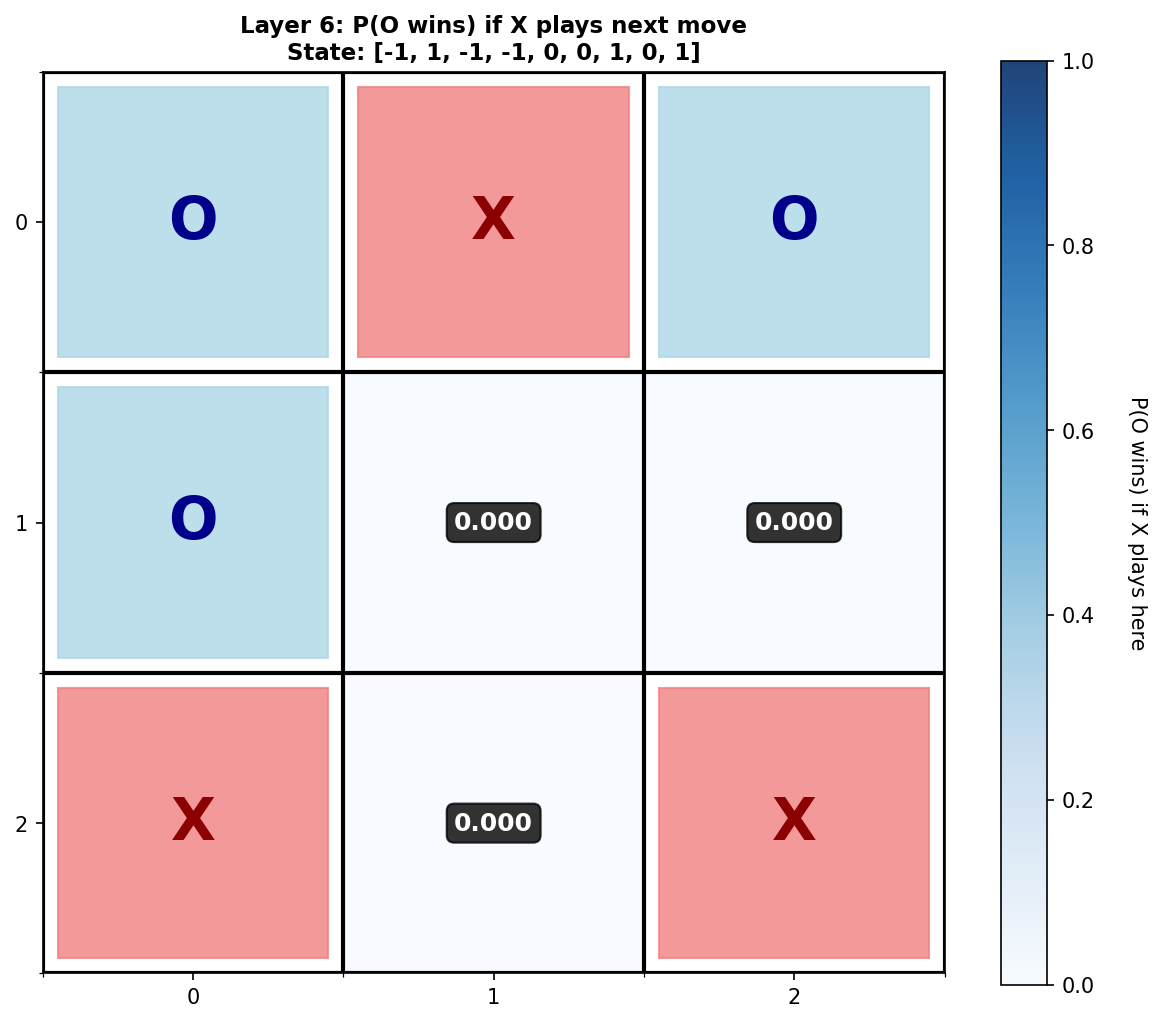 Layer 6: P(O wins) if X plays next move
State: [-1, 1, -1, -1, 0, 0, 1, 0, 1]
0
O
X
O
1
O
0.000
0.000
2
X
0.000
X
0
1
2
1.0
0.8
0.6
0.4
0.2
0.0
P(O wins) if X plays here